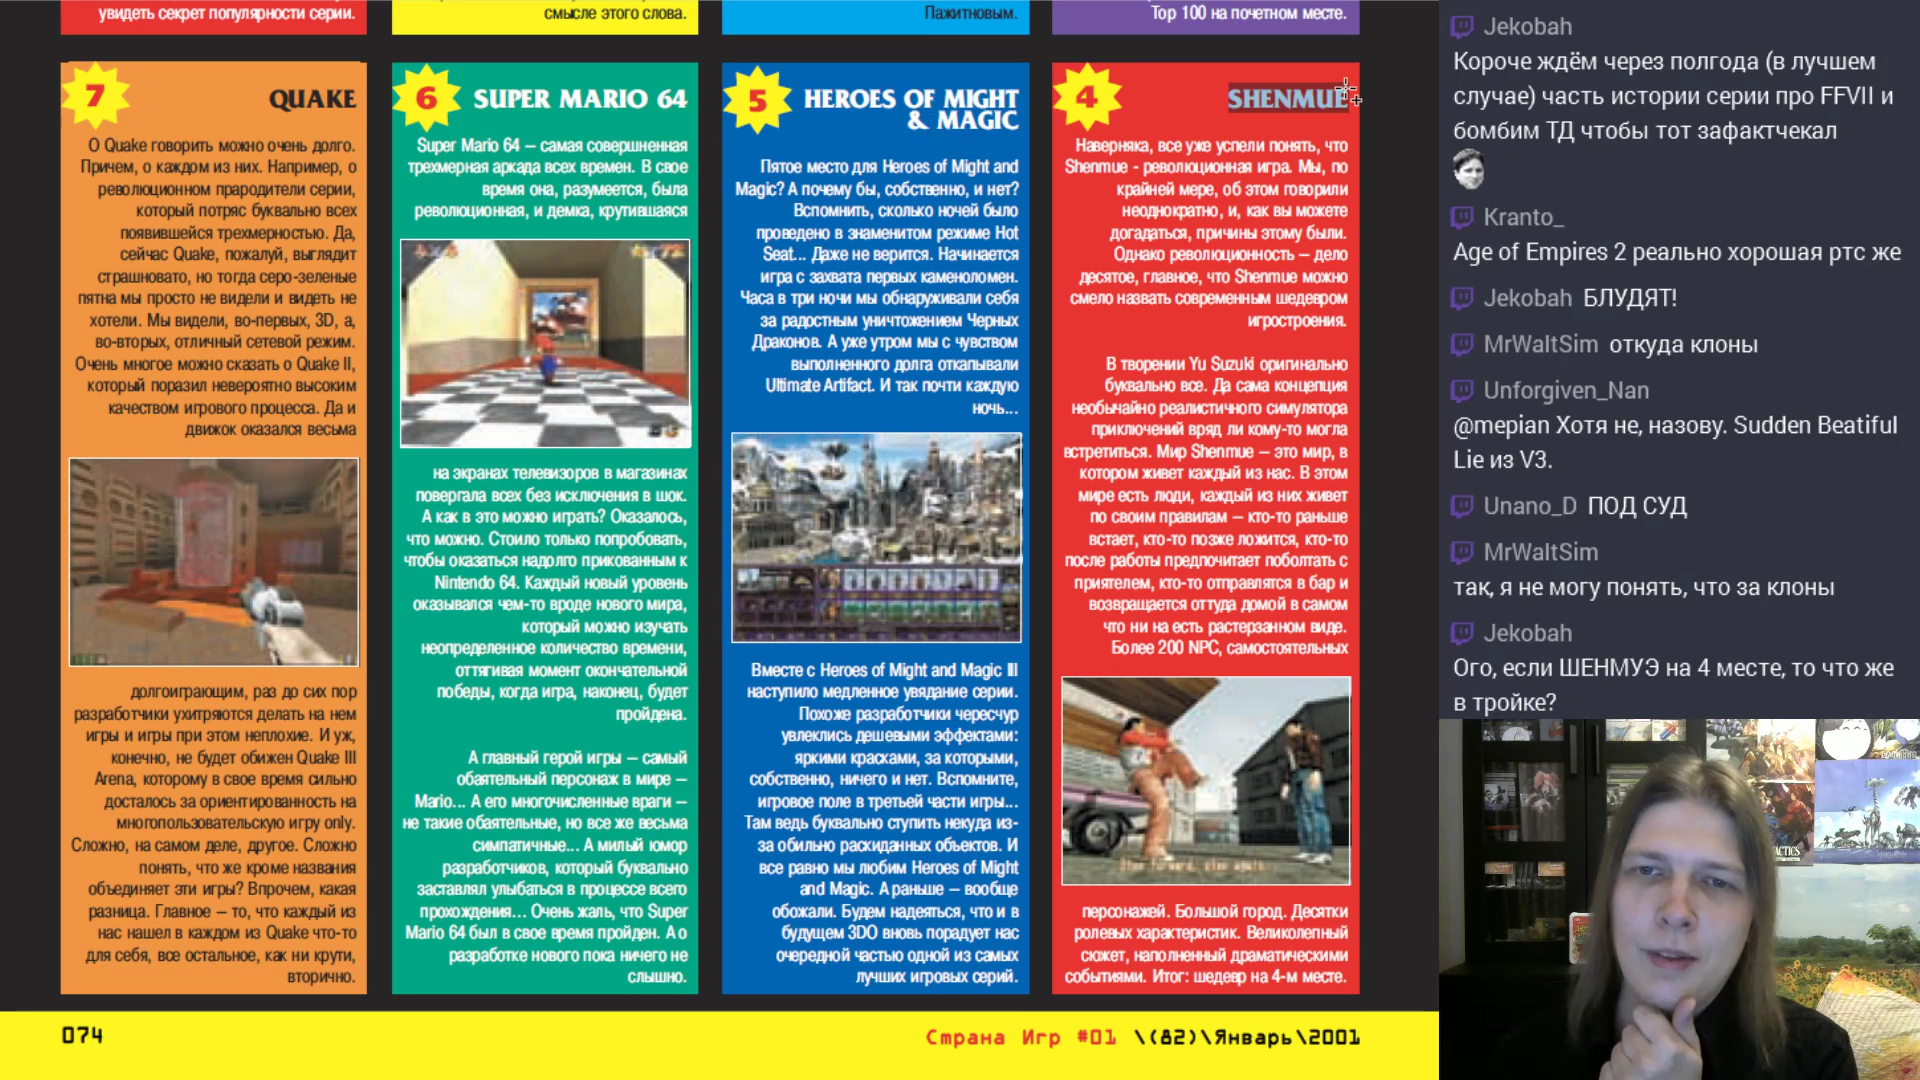 увидеть секрет популярности серии.
смысле этого слова.
Пажитновым.
Top 100 на почетном месте.
7
QUAKE
О Quake говорить можно очень долго.
Причем, о каждом из них. Например, о
революционном прародители серии,
который потряс буквально всех
появившейся трехмерностью. Да,
сейчас Quake, пожалуй, выглядит
страшновато, но тогда серо-зеленые
пятна мы просто не видели и видеть не
хотели. Мы видели, во-первых, 3D, а,
во-вторых, отличный сетевой режим.
Очень многое можно сказать о Quake II,
который поразил невероятно высоким
качеством игрового процесса. Да и
движок оказался весьма
долгоиграющим, раз до сих пор
разработчики ухитряются делать на нем
игры и игры при этом неплохие. И уж,
конечно, не будет обижен Quake III
Arena, которому в свое время сильно
досталось за ориентированность на
многопользовательскую игру only.
Сложно, на самом деле, другое. Сложно
понять, что же кроме названия
объединяет эти игры? Впрочем, какая
разница. Главное – то, что каждый из
нас нашел в каждом из Quake что-то
для себя, все остальное, как ни крути,
вторично.
6
SUPER MARIO 64
Super Mario 64 – самая совершенная
трехмерная аркада всех времен. В свое
время она, разумеется, была
революционная, и демка, крутившаяся
на экранах телевизоров в магазинах
повергала всех без исключения в шок.
А как в это можно играть? Оказалось,
что можно. Стоило только попробовать,
чтобы оказаться надолго прикованным к
Nintendo 64. Каждый новый уровень
оказывался чем-то вроде нового мира,
который можно изучать
неопределенное количество времени,
оттягивая момент окончательной
победы, когда игра, наконец, будет
пройдена.
А главный герой игры – самый
обаятельный персонаж в мире –
Mario... А его многочисленные враги –
не такие обаятельные, но все же весьма
симпатичные... А милый юмор
разработчиков, который буквально
заставлял улыбаться в процессе всего
прохождения... Очень жаль, что Super
Mario 64 был в свое время пройден. А о
разработке нового пока ничего не
слышно.
5
HEROES OF MIGHT
& MAGIC
Пятое место для Heroes of Might and
Magic? А почему бы, собственно, и нет?
Вспомнить, сколько ночей было
проведено в знаменитом режиме Hot
Seat... Даже не верится. Начинается
игра с захвата первых каменоломен.
Часа в три ночи мы обнаруживали себя
за радостным уничтожением Черных
Драконов. А уже утром мы с чувством
выполненного долга откапывали
Ultimate Artifact. И так почти каждую
ночь...
Вместе с Heroes of Might and Magic III
наступило медленное увядание серии.
Похоже разработчики чересчур
увлеклись дешевыми эффектами:
яркими красками, за которыми,
собственно, ничего и нет. Вспомните,
игровое поле в третьей части игры...
Там ведь буквально ступить некуда из-
за обильно раскиданных объектов. И
все равно мы любим Heroes of Might
and Magic. А раньше – вообще
обожали. Будем надеяться, что и в
будущем 3DO вновь порадует нас
очередной частью одной из самых
лучших игровых серий.
4
SHENMUE
Наверняка, все уже успели понять, что
Shenmue - революционная игра. Мы, по
крайней мере, об этом говорили
неоднократно, и, как вы можете
догадаться, причины этому были.
Однако революционность – дело
десятое, главное, что Shenmue можно
смело назвать современным шедевром
игростроения.
В творении Yu Suzuki оригинально
буквально все. Да сама концепция
необычайно реалистичного симулятора
приключений вряд ли кому-то могла
встретиться. Мир Shenmue – это мир, в
котором живет каждый из нас. В этом
мире есть люди, каждый из них живет
по своим правилам – кто-то раньше
встает, кто-то позже ложится, кто-то
после работы предпочитает поболтать с
приятелем, кто-то отправлятся в бар и
возвращается оттуда домой в самом
что ни на есть растерзанном виде.
Более 200 NPC, самостоятельных
персонажей. Большой город. Десятки
ролевых характеристик. Великолепный
сюжет, наполненный драматическими
событиями. Итог: шедевр на 4-м месте.
074
Страна Игр #01 \(82)\Январь\2001
Jekobah
Короче ждём через полгода (в лучшем
случае) часть истории серии про FFVII и
бомбим ТД чтобы тот зафактчекал
Kranto_
Age of Empires 2 реально хорошая ртс же
Jekobah БЛУДЯТ!
MrWaltSim откуда клоны
Unforgiven_Nan
@mepian Хотя не, назову. Sudden Beatiful
Lie из V3.
Unano_D ПОД СУД
MrWaltSim
так, я не могу понять, что за клоны
Jekobah
Ого, если ШЕНМУЭ на 4 месте, то что же
в тройке?